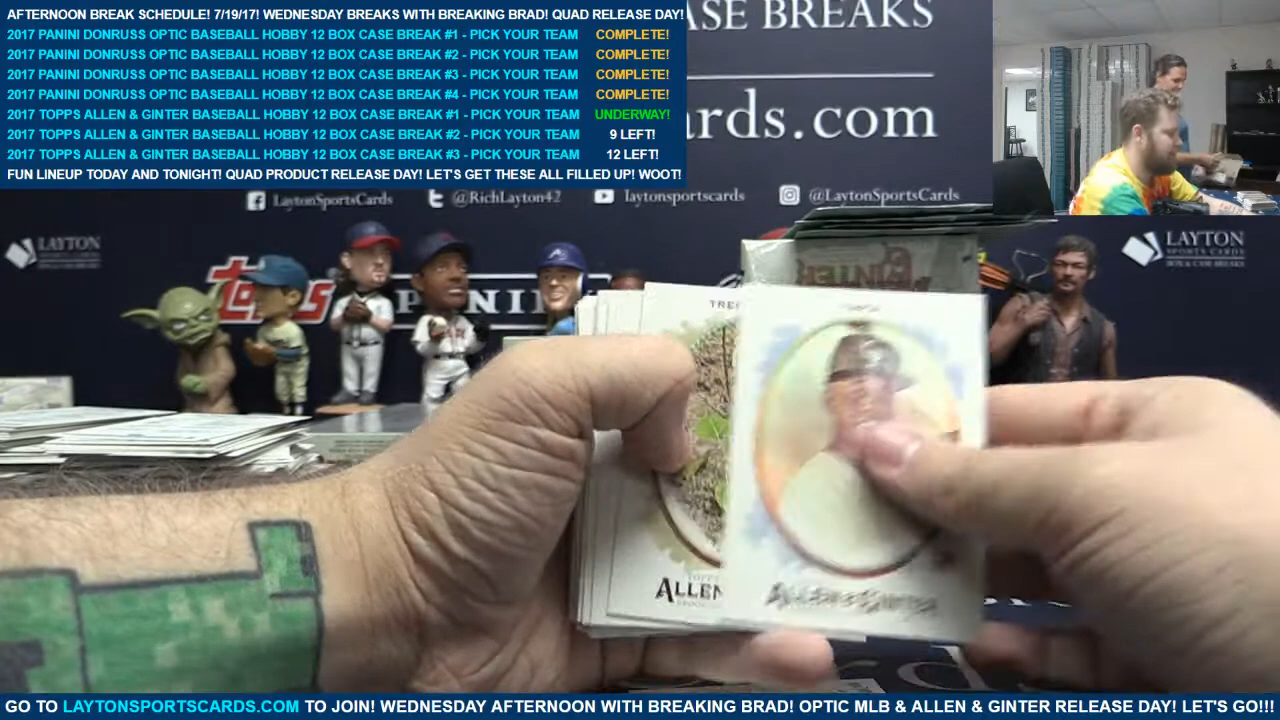 AFTERNOON BREAK SCHEDULE! 7/19/17! WEDNESDAY BREAKS WITH BREAKING BRAD! QUAD RELEASE DAY!
2017 PANINI DONRUSS OPTIC BASEBALL HOBBY 12 BOX CASE BREAK #1 - PICK YOUR TEAM COMPLETE!
2017 PANINI DONRUSS OPTIC BASEBALL HOBBY 12 BOX CASE BREAK #2 - PICK YOUR TEAM COMPLETE!
2017 PANINI DONRUSS OPTIC BASEBALL HOBBY 12 BOX CASE BREAK #3 - PICK YOUR TEAM COMPLETE!
2017 PANINI DONRUSS OPTIC BASEBALL HOBBY 12 BOX CASE BREAK #4 - PICK YOUR TEAM COMPLETE!
2017 TOPPS ALLEN & GINTER BASEBALL HOBBY 12 BOX CASE BREAK #1 - PICK YOUR TEAM UNDERWAY!
2017 TOPPS ALLEN & GINTER BASEBALL HOBBY 12 BOX CASE BREAK #2 - PICK YOUR TEAM 9 LEFT!
2017 TOPPS ALLEN & GINTER BASEBALL HOBBY 12 BOX CASE BREAK #3 - PICK YOUR TEAM 12 LEFT!
FUN LINEUP TODAY AND TONIGHT! QUAD PRODUCT RELEASE DAY! LET'S GET THESE ALL FILLED UP! WOOT!
ASE BREAKS
rds.com
LaytonSportsCards @RichLayton42 laytonsportscards @LaytonSportsCards
LAYTON
LAYTON
BOX & CASE BREAKS
topps PANINI
GINTER
TRE
TOPPS
ALLEN
ALLEN & GINTER
GO TO LAYTONSPORTSCARDS.COM TO JOIN! WEDNESDAY AFTERNOON WITH BREAKING BRAD! OPTIC MLB & ALLEN & GINTER RELEASE DAY! LET'S GO!!!